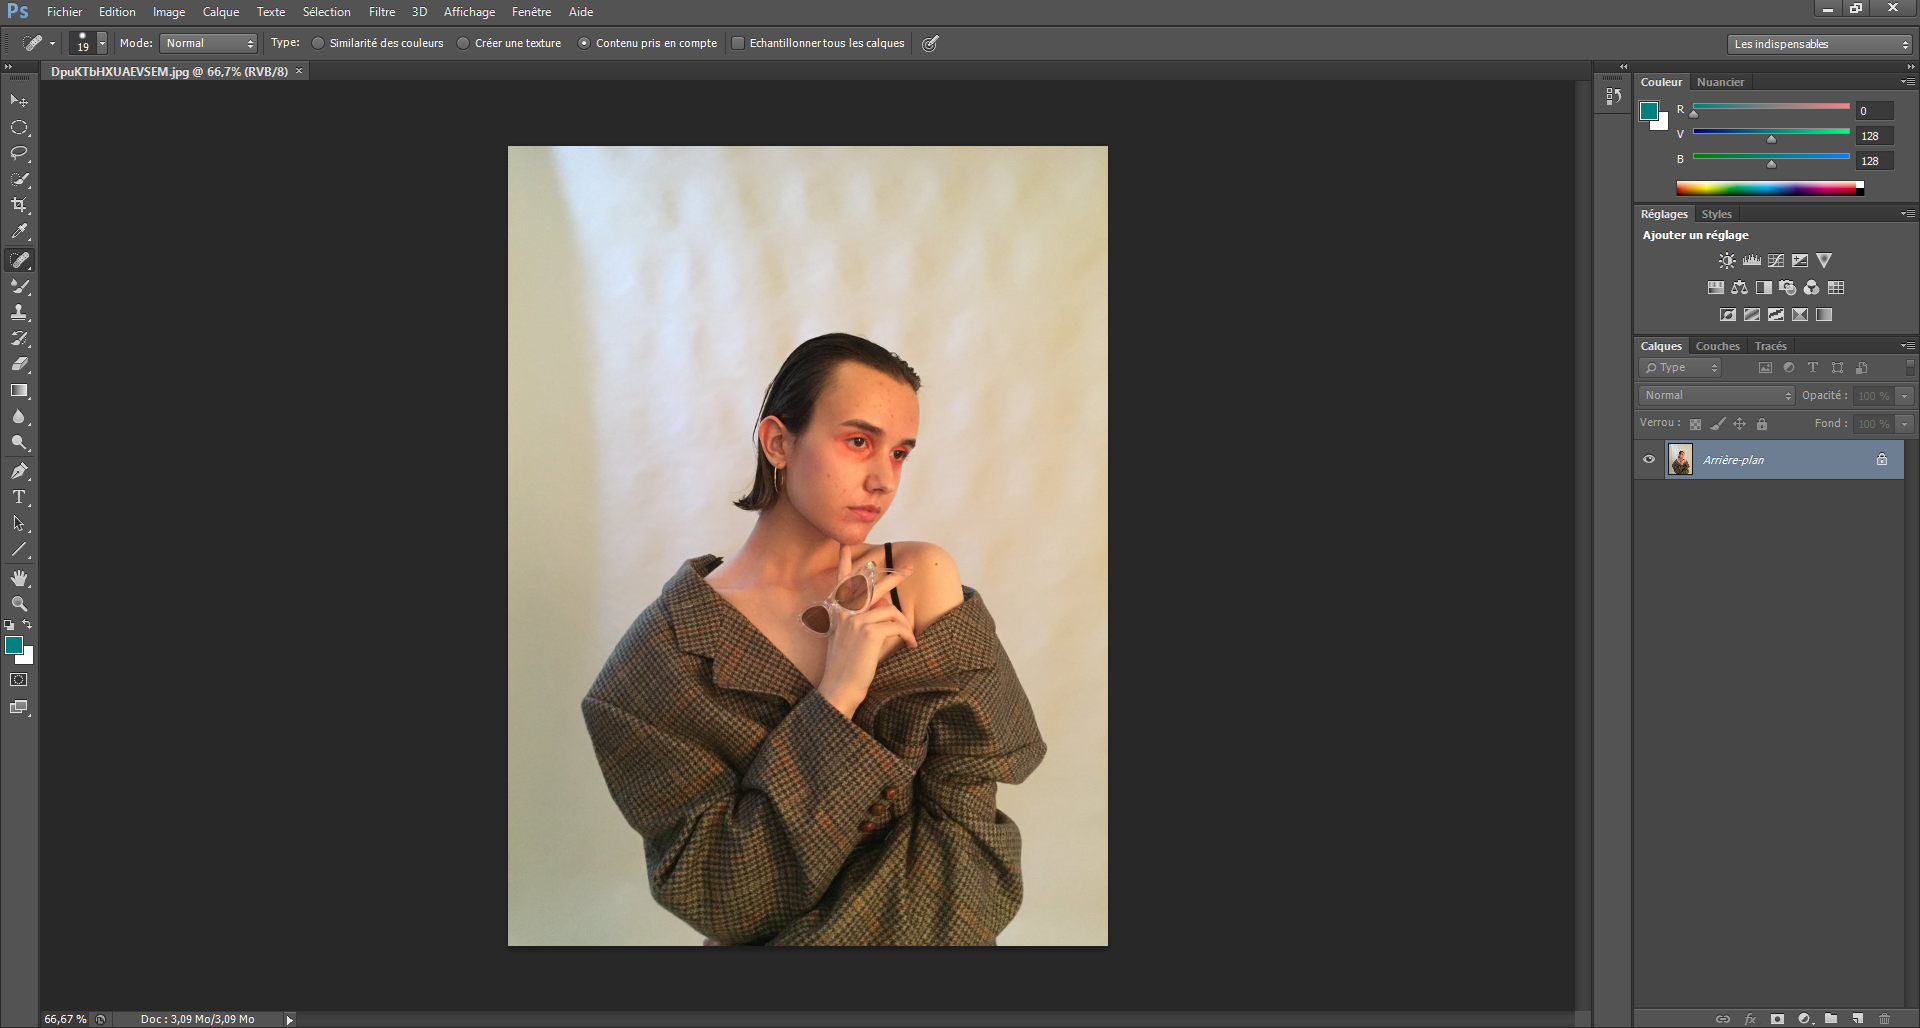 Ps Fichier Edition Image Calque Texte Sélection Filtre 3D Affichage Fenêtre Aide
19 Mode: Normal Type: Similarité des couleurs Créer une texture Contenu pris en compte Echantillonner tous les calques Les indispensables
DpuKTbHXUAEVSEM.jpg @ 66,7% (RVB/8) ×
Couleur Nuancier
R 0
V 128
B 128
Réglages Styles
Ajouter un réglage
Calques Couches Tracés
Type
Normal Opacité : 100 %
Verrou : Fond : 100 %
Arrière-plan
66,67 % Doc : 3,09 Mo/3,09 Mo